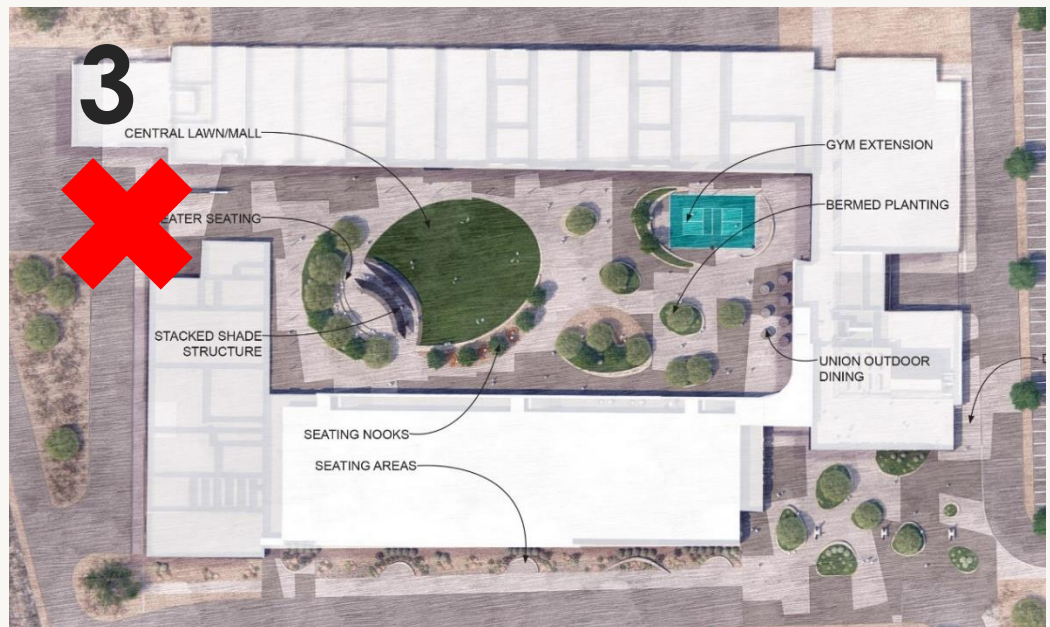 3
CENTRAL LAWN/MALL
GYM EXTENSION
BERMED PLANTING
SEATING
STACKED SHADE
STRUCTURE
UNION OUTDOOR
DINING
SEATING NOOKS
SEATING AREAS